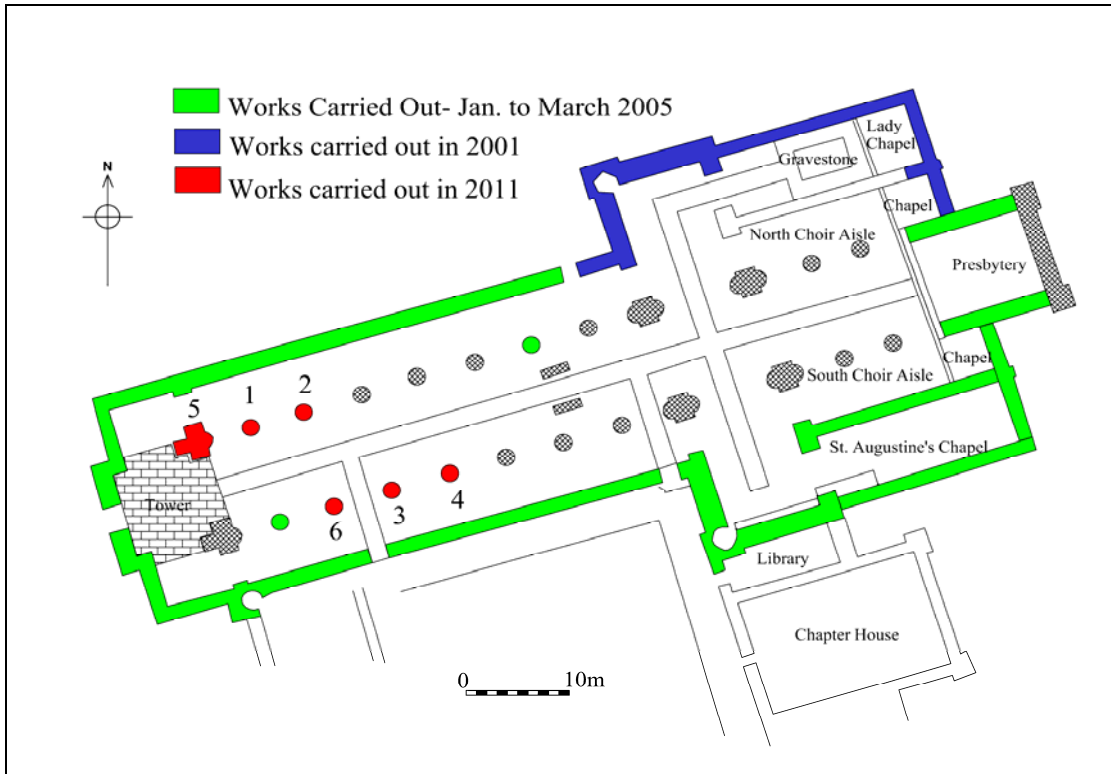 Works Carried Out- Jan. to March 2005
Works carried out in 2001
Works carried out in 2011
N
Lady
Chapel
Gravestone
Chapel
North Choir Aisle
Presbytery
Chapel
South Choir Aisle
St. Augustine's Chapel
5
1
2
Tower
6
3
4
Library
Chapter House
0
10m